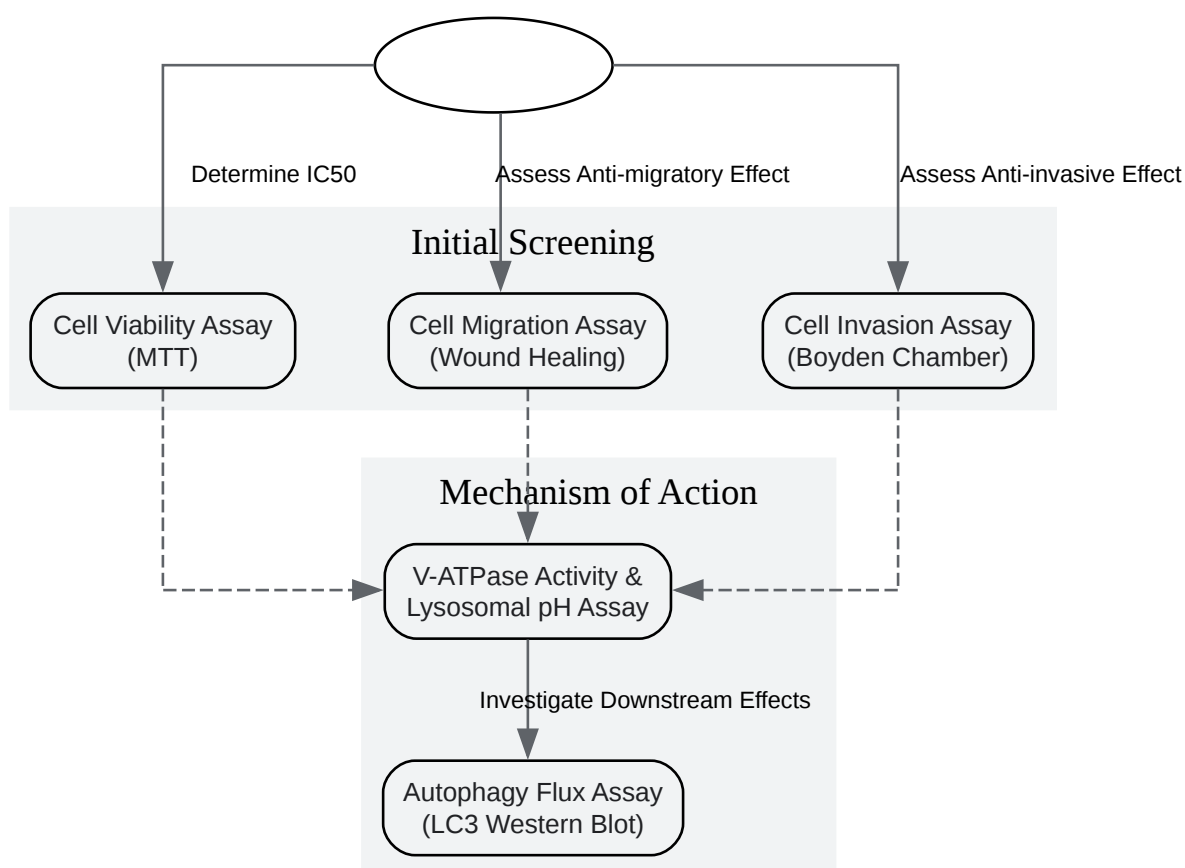 Determine IC50
Assess Anti-migratory Effect
Assess Anti-invasive Effect
Initial Screening
Cell Viability Assay
(MTT)
Cell Migration Assay
(Wound Healing)
Cell Invasion Assay
(Boyden Chamber)
Mechanism of Action
V-ATPase Activity &
Lysosomal pH Assay
Investigate Downstream Effects
Autophagy Flux Assay
(LC3 Western Blot)